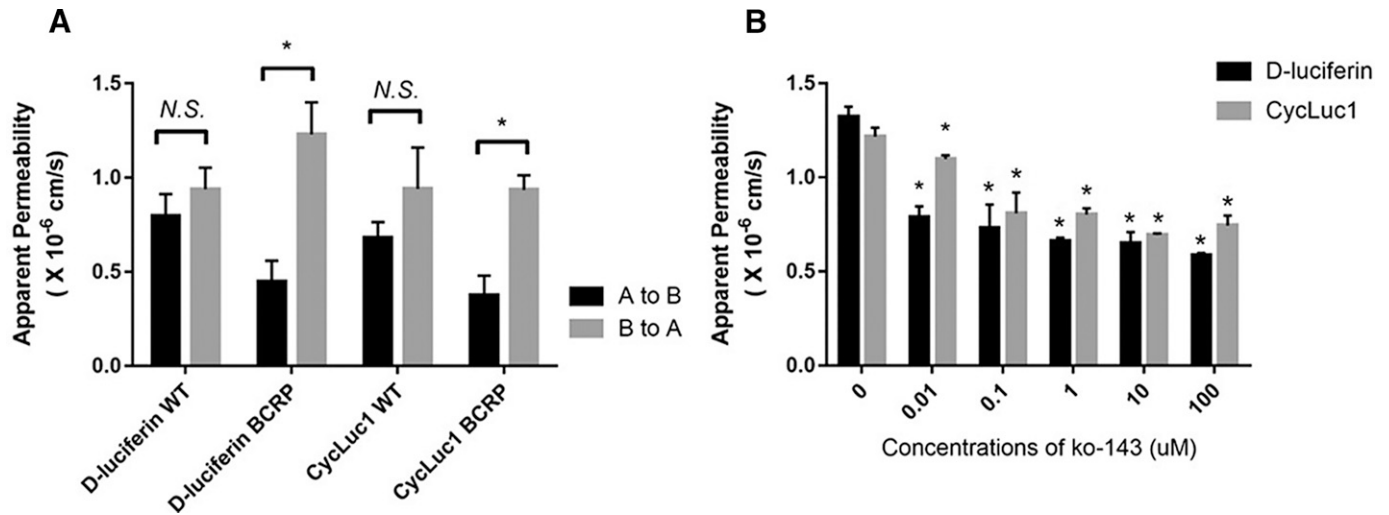 A
Apparent Permeability
( X 10-6 cm/s)
1.5
1.0
0.5
0.0
N.S.
*
N.S.
*
D-luciferin WT
D-luciferin BCRP
CycLuc1 WT
CycLuc1 BCRP
A to B
B to A
B
Apparent Permeability
( X 10-6 cm/s)
1.5
1.0
0.5
0.0
* * * * * * * * * *
0 0.01 0.1 1 10 100
Concentrations of ko-143 (uM)
D-luciferin
CycLuc1